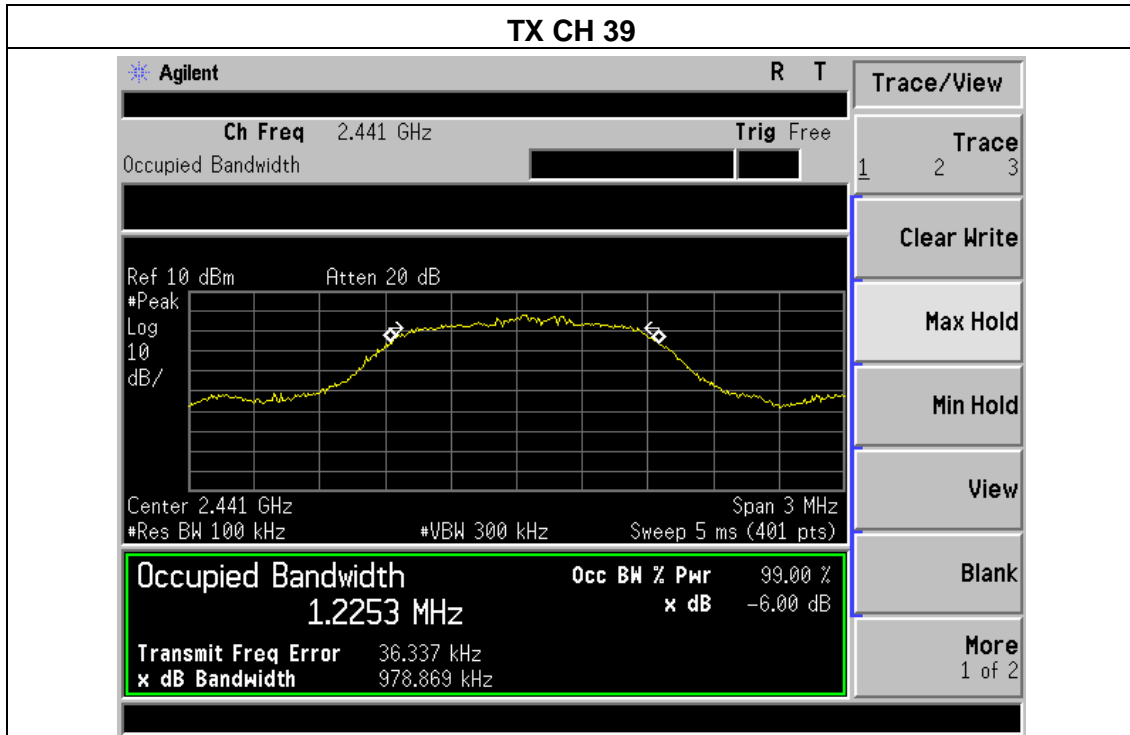 TX CH 39
Agilent R T
Ch Freq 2.441 GHz Trig Free
Occupied Bandwidth
Ref 10 dBm Atten 20 dB
#Peak
Log
10
dB/
Center 2.441 GHz Span 3 MHz
#Res BW 100 kHz #VBW 300 kHz Sweep 5 ms (401 pts)
Occupied Bandwidth Occ BW % Pwr 99.00 %
1.2253 MHz x dB -6.00 dB
Transmit Freq Error 36.337 kHz
x dB Bandwidth 978.869 kHz
Trace/View
Trace
1 2 3
Clear Write
Max Hold
Min Hold
View
Blank
More
1 of 2